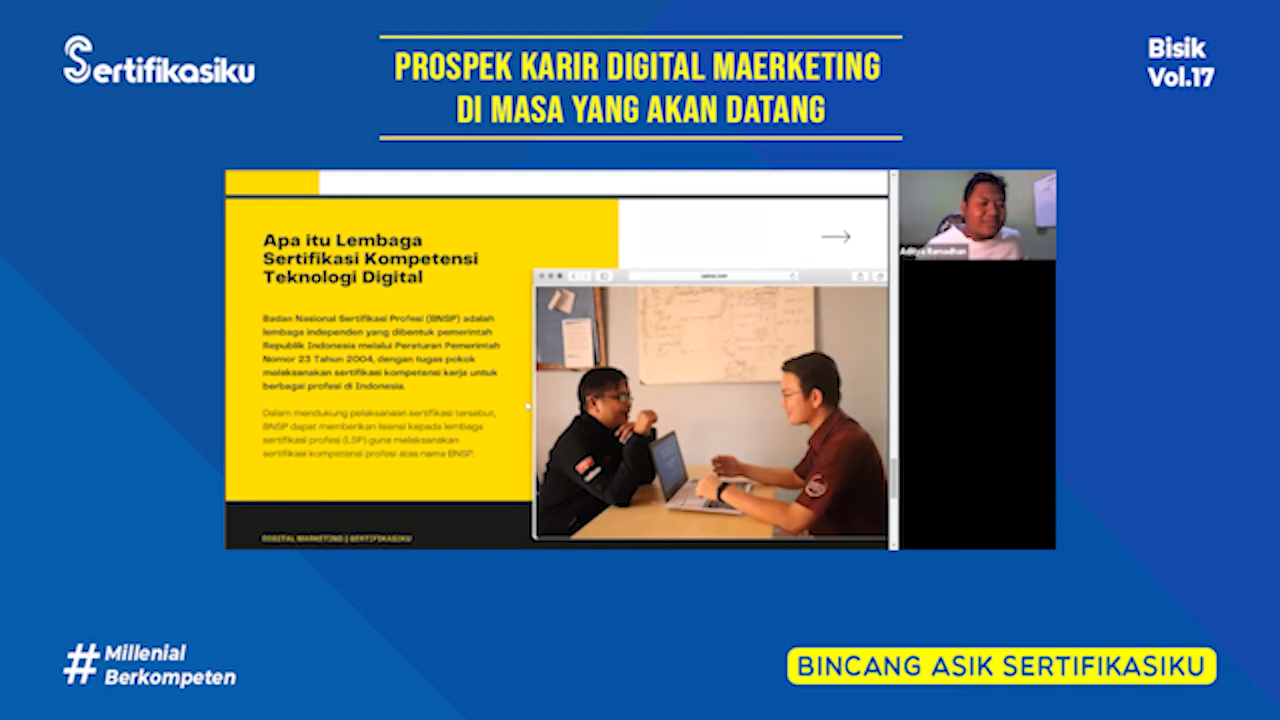 Sertifikasiku
PROSPEK KARIR DIGITAL MAERKETING
DI MASA YANG AKAN DATANG
Bisik
Vol.17
Apa itu Lembaga
Sertifikasi Kompetensi
Teknologi Digital
Badan Nasional Sertifikasi Profesi (BNSP) adalah
lembaga independen yang dibentuk pemerintah
Republik Indonesia melalui Peraturan Pemerintah
Nomor 23 Tahun 2004, dengan tugas pokok
melaksanakan sertifikasi kompetensi kerja untuk
berbagai profesi di Indonesia.
Dalam mendukung pelaksanaan sertifikasi tersebut,
BNSP dapat memberikan lisensi kepada lembaga
sertifikasi profesi (LSP) guna melaksanakan
sertifikasi kompetensi profesi atas nama BNSP.
DIGITAL MARKETING | SERTIFIKASIKU
Aditya Ramadhan
# Millenial
Berkompeten
BINCANG ASIK SERTIFIKASIKU